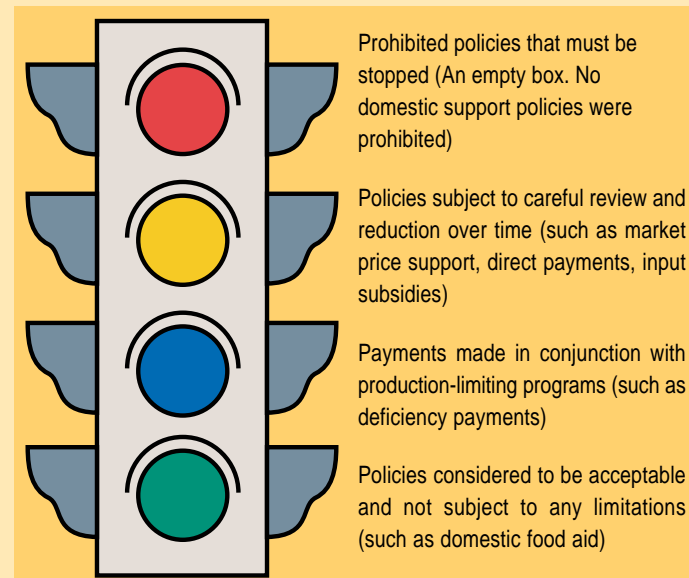 Prohibited policies that must be
stopped (An empty box. No
domestic support policies were
prohibited)
Policies subject to careful review and
reduction over time (such as market
price support, direct payments, input
subsidies)
Payments made in conjunction with
production-limiting programs (such as
deficiency payments)
Policies considered to be acceptable
and not subject to any limitations
(such as domestic food aid)